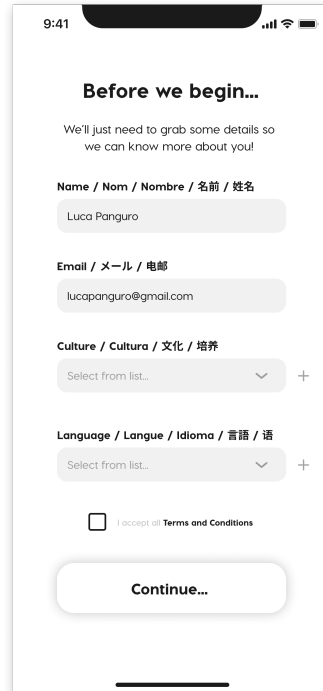 9:41
Before we begin...
We'll just need to grab some details so
we can know more about you!
Name / Nom / Nombre / 名前 / 姓名
Luca Panguro
Email / メール / 电邮
lucapanguro@gmail.com
Culture / Cultura / 文化 / 培养
Select from list...
Language / Langue / Idioma / 言語 / 语
Select from list...
I accept all Terms and Conditions
Continue...